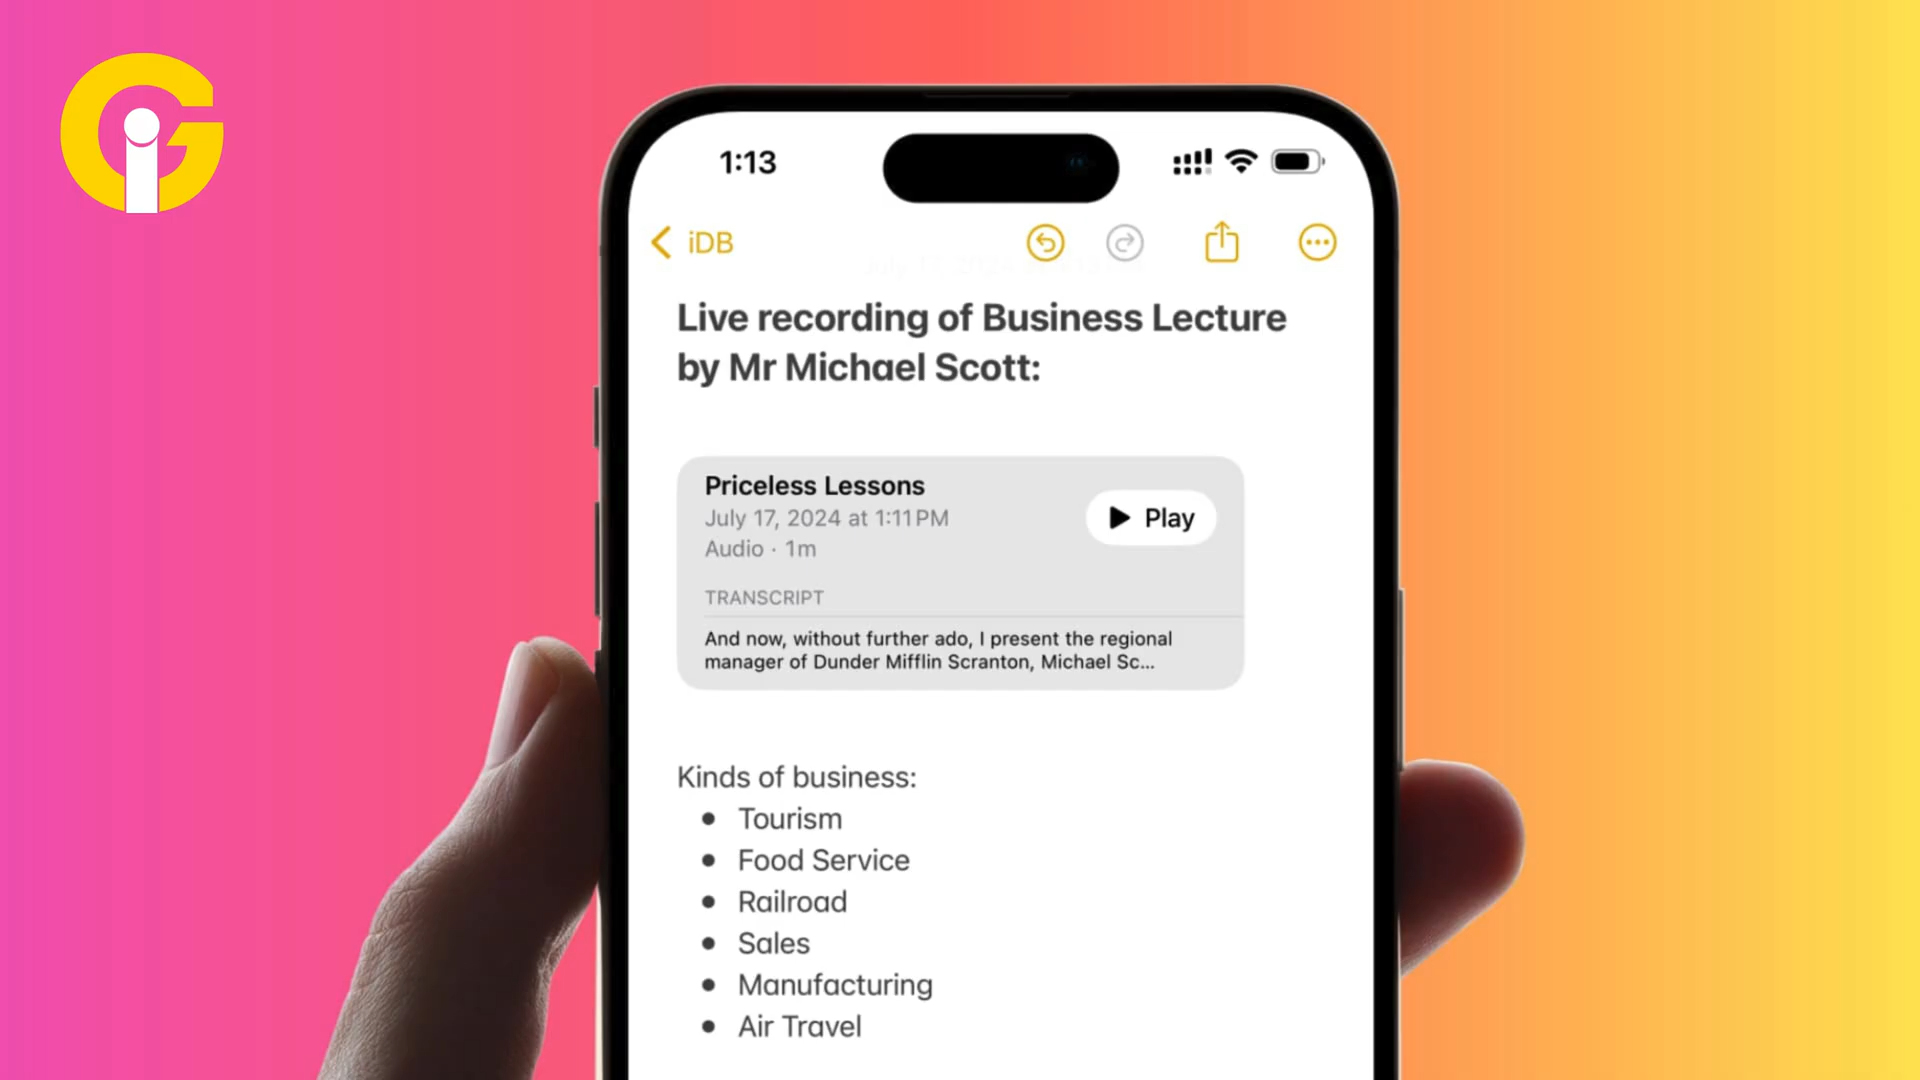 1:13
iDB
Live recording of Business Lecture
by Mr Michael Scott:
Priceless Lessons
July 17, 2024 at 1:11 PM
Audio · 1m
Play
TRANSCRIPT
And now, without further ado, I present the regional
manager of Dunder Mifflin Scranton, Michael Sc...
Kinds of business:
• Tourism
• Food Service
• Railroad
• Sales
• Manufacturing
• Air Travel